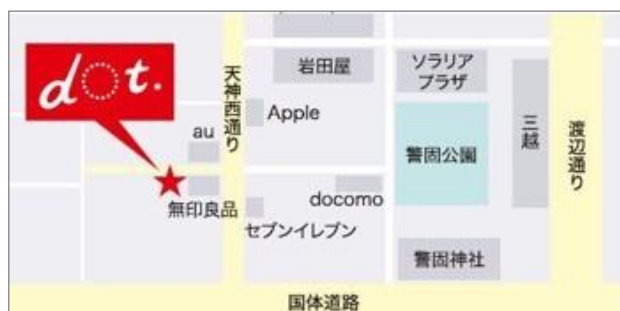 dot.
岩田屋
ソラリア
プラザ
天神西通り
Apple
au
三越
渡辺通り
警固公園
無印良品
docomo
セブンイレブン
警固神社
国体道路